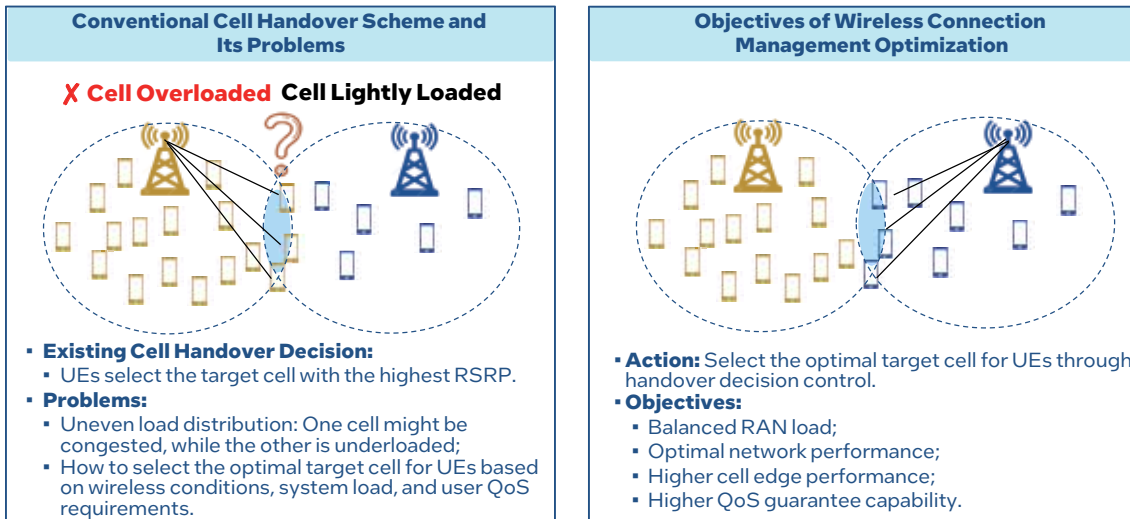 Conventional Cell Handover Scheme and
Its Problems
✗ Cell Overloaded Cell Lightly Loaded
?
▪ Existing Cell Handover Decision:
▪ UEs select the target cell with the highest RSRP.
▪ Problems:
▪ Uneven load distribution: One cell might be
congested, while the other is underloaded;
▪ How to select the optimal target cell for UEs based
on wireless conditions, system load, and user QoS
requirements.
Objectives of Wireless Connection
Management Optimization
▪ Action: Select the optimal target cell for UEs through
handover decision control.
▪ Objectives:
▪ Balanced RAN load;
▪ Optimal network performance;
▪ Higher cell edge performance;
▪ Higher QoS guarantee capability.